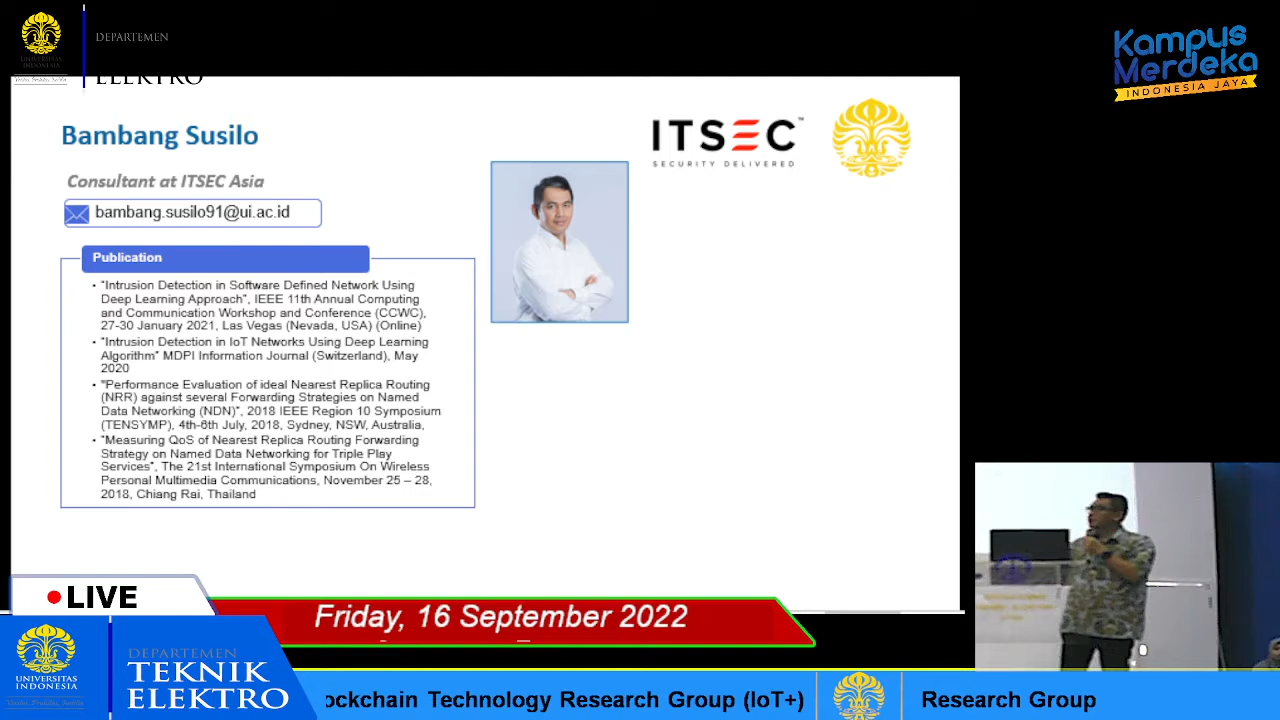 UNIVERSITAS
INDONESIA
DEPARTEMEN
ELEKTRO
Kampus
Merdeka
INDONESIA JAYA
Bambang Susilo
Consultant at ITSEC Asia
bambang.susilo91@ui.ac.id
ITSEC™
SECURITY DELIVERED
Publication
• “Intrusion Detection in Software Defined Network Using
Deep Learning Approach”, IEEE 11th Annual Computing
and Communication Workshop and Conference (CCWC),
27-30 January 2021, Las Vegas (Nevada, USA) (Online)
• “Intrusion Detection in IoT Networks Using Deep Learning
Algorithm” MDPI Information Journal (Switzerland), May
2020
• "Performance Evaluation of ideal Nearest Replica Routing
(NRR) against several Forwarding Strategies on Named
Data Networking (NDN)", 2018 IEEE Region 10 Symposium
(TENSYMP), 4th-6th July, 2018, Sydney, NSW, Australia,
• “Measuring QoS of Nearest Replica Routing Forwarding
Strategy on Named Data Networking for Triple Play
Services”, The 21st International Symposium On Wireless
Personal Multimedia Communications, November 25 – 28,
2018, Chiang Rai, Thailand
LIVE
Friday, 16 September 2022
UNIVERSITAS
INDONESIA
DEPARTEMEN
TEKNIK
ELEKTRO
ockchain Technology Research Group (IoT+)
Research Group